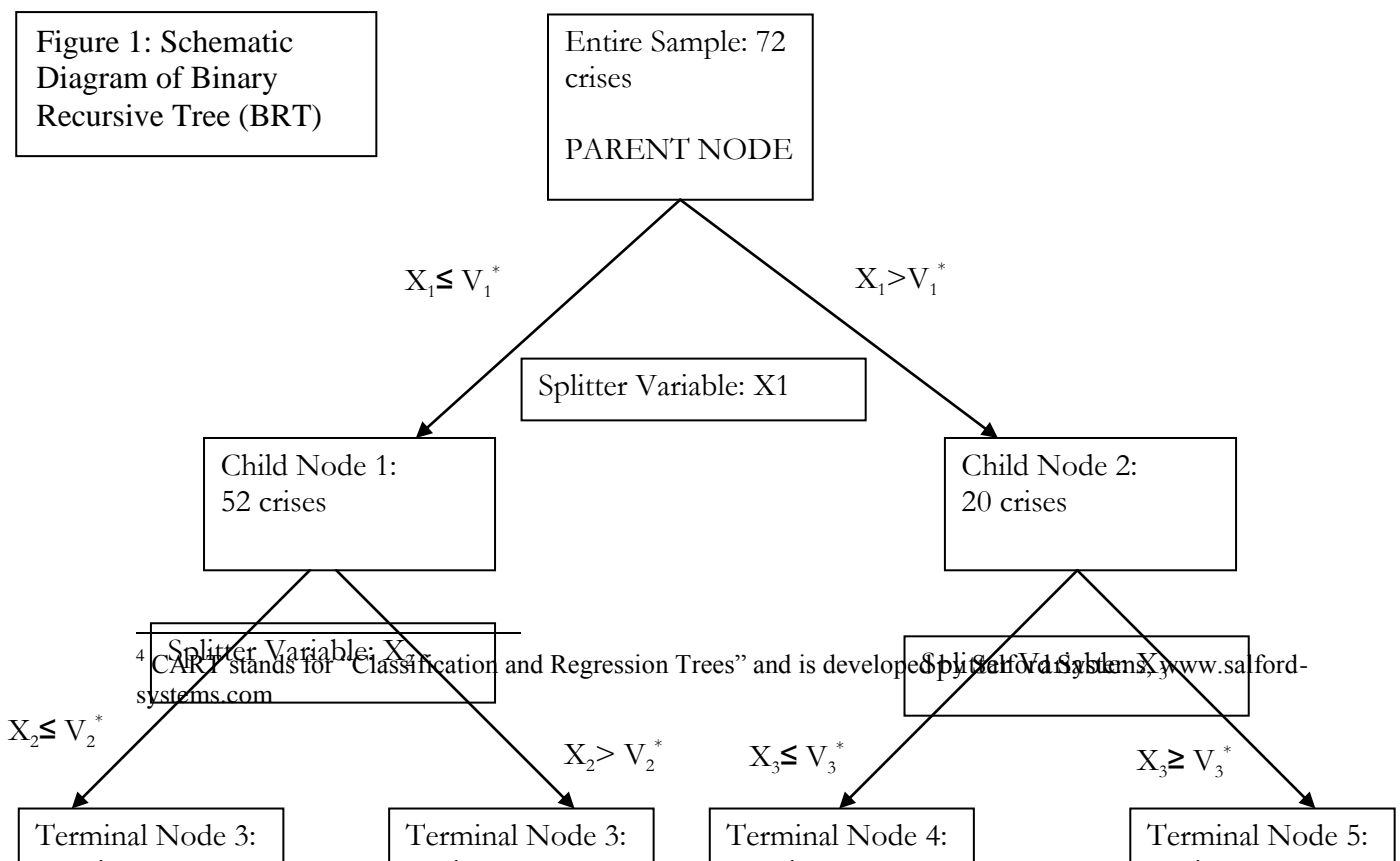 Figure 1: Schematic
Diagram of Binary
Recursive Tree (BRT)
Entire Sample: 72
crises
PARENT NODE
X₁≤ V₁*
X₁>V₁*
Splitter Variable: X1
Child Node 1:
52 crises
Child Node 2:
20 crises
Splitter Variable: X₂
Splitter Variable: X₃
⁴ CART stands for “Classification and Regression Trees” and is developed by Salford Systems, www.salford-
systems.com
X₂≤ V₂*
X₂> V₂*
X₃≤ V₃*
X₃≥ V₃*
Terminal Node 3:
Terminal Node 3:
Terminal Node 4:
Terminal Node 5: